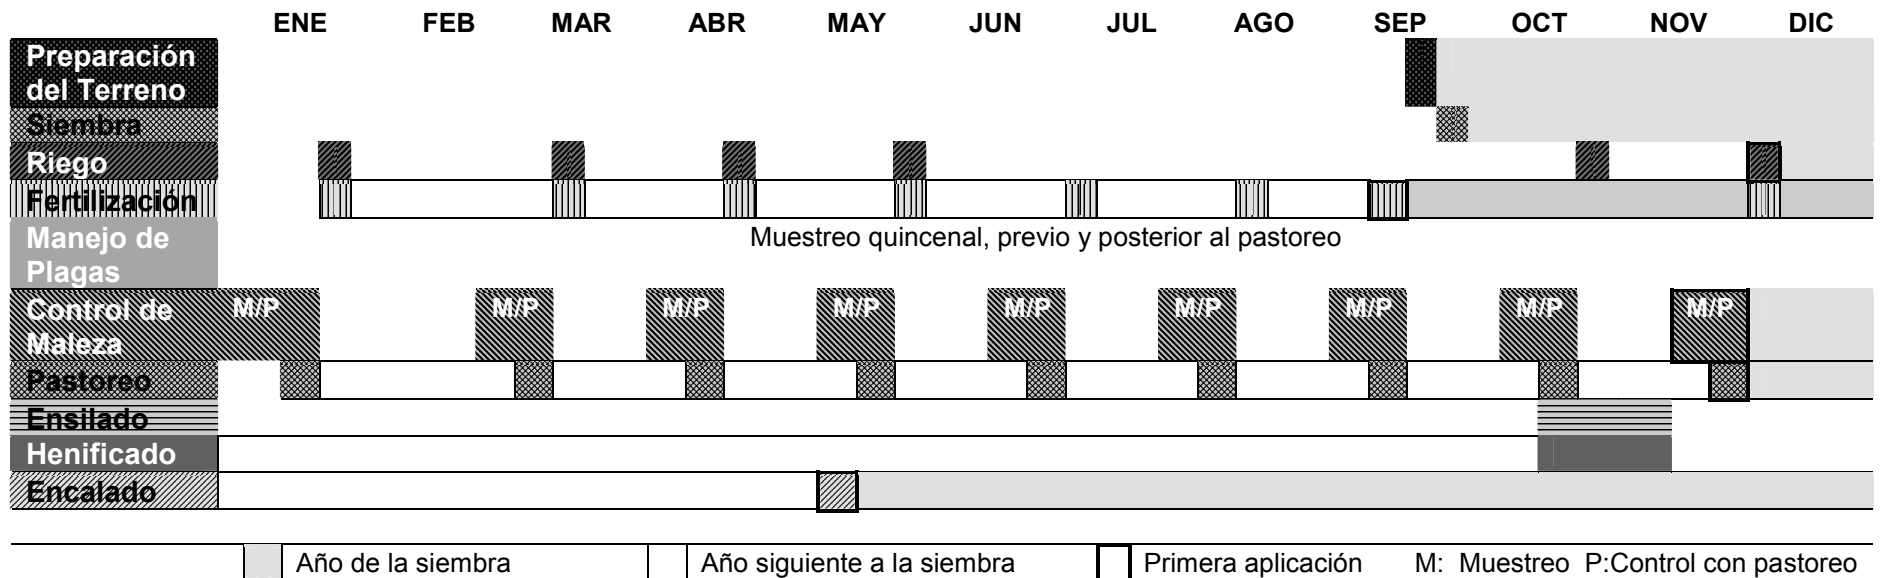 ENE FEB MAR ABR MAY JUN JUL AGO SEP OCT NOV DIC
Preparación
del Terreno
Siembra
Riego
Fertilización
Manejo de
Plagas
Muestreo quincenal, previo y posterior al pastoreo
Control de
Maleza
M/P M/P M/P M/P M/P M/P M/P M/P M/P
Pastoreo
Ensilado
Henificado
Encalado
Año de la siembra Año siguiente a la siembra Primera aplicación M: Muestreo P:Control con pastoreo